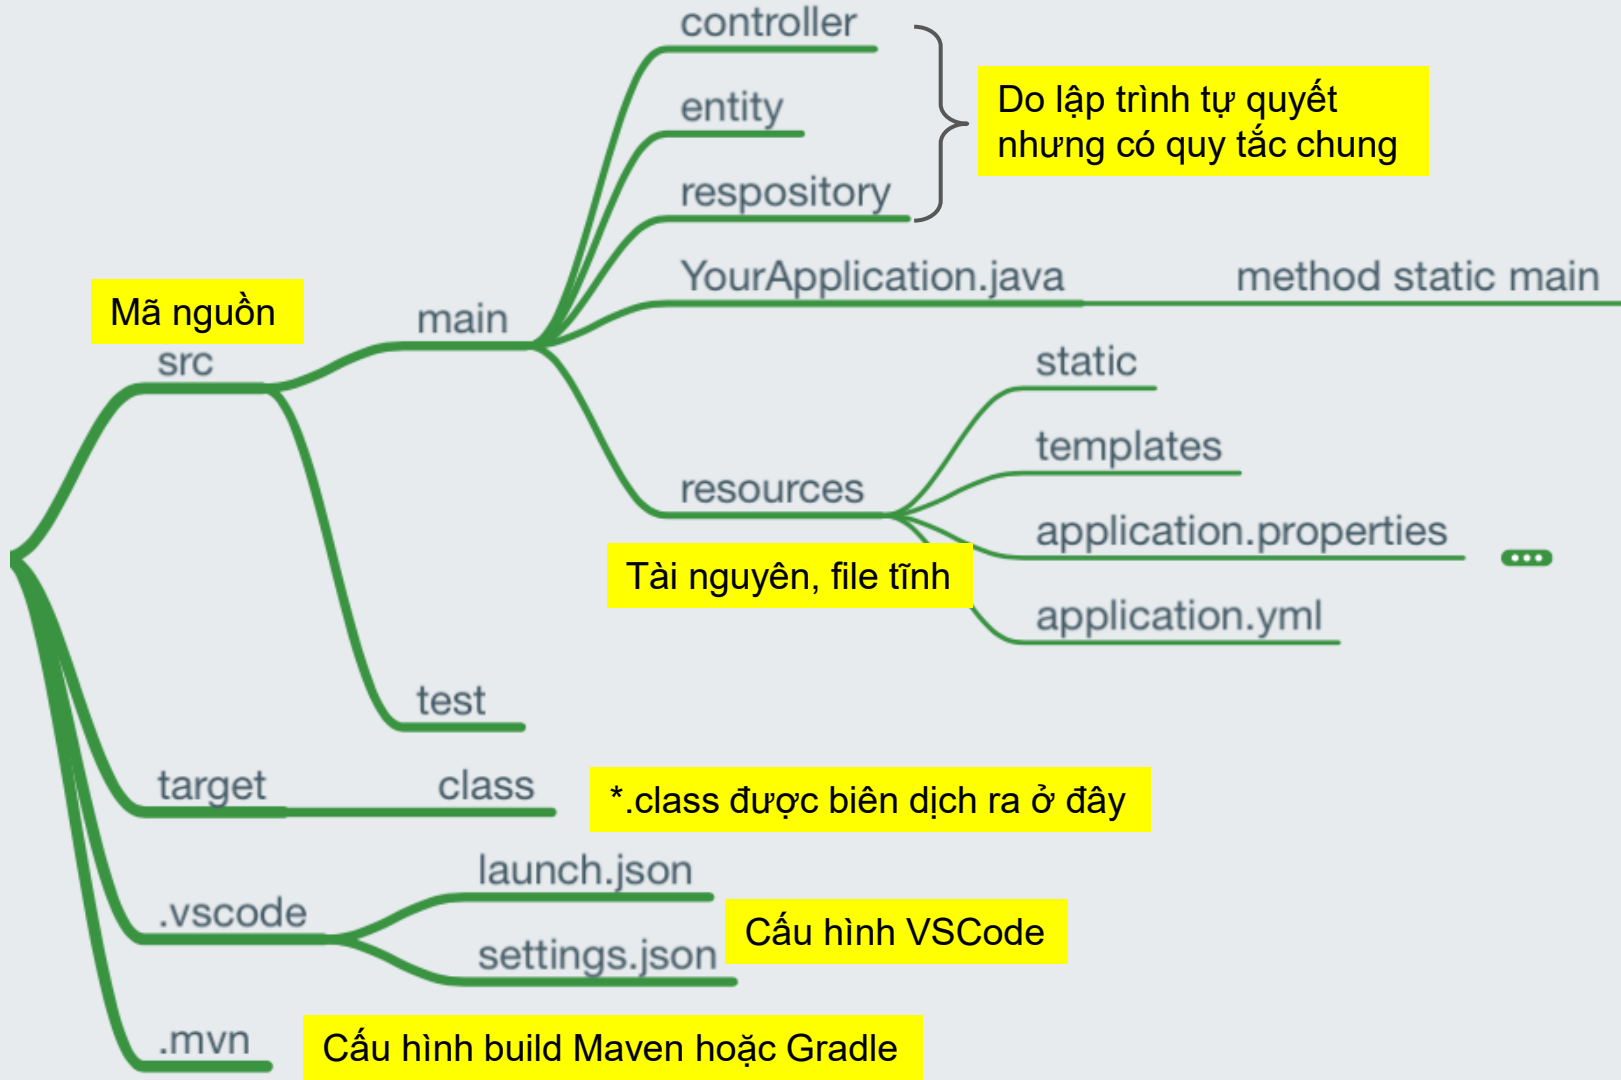 controller
entity
respository
Do lập trình tự quyết
nhưng có quy tắc chung
YourApplication.java
method static main
Mã nguồn
src
main
static
templates
resources
application.properties
Tài nguyên, file tĩnh
application.yml
test
target
class
*.class được biên dịch ra ở đây
launch.json
.vscode
Cấu hình VSCode
settings.json
.mvn
Cấu hình build Maven hoặc Gradle